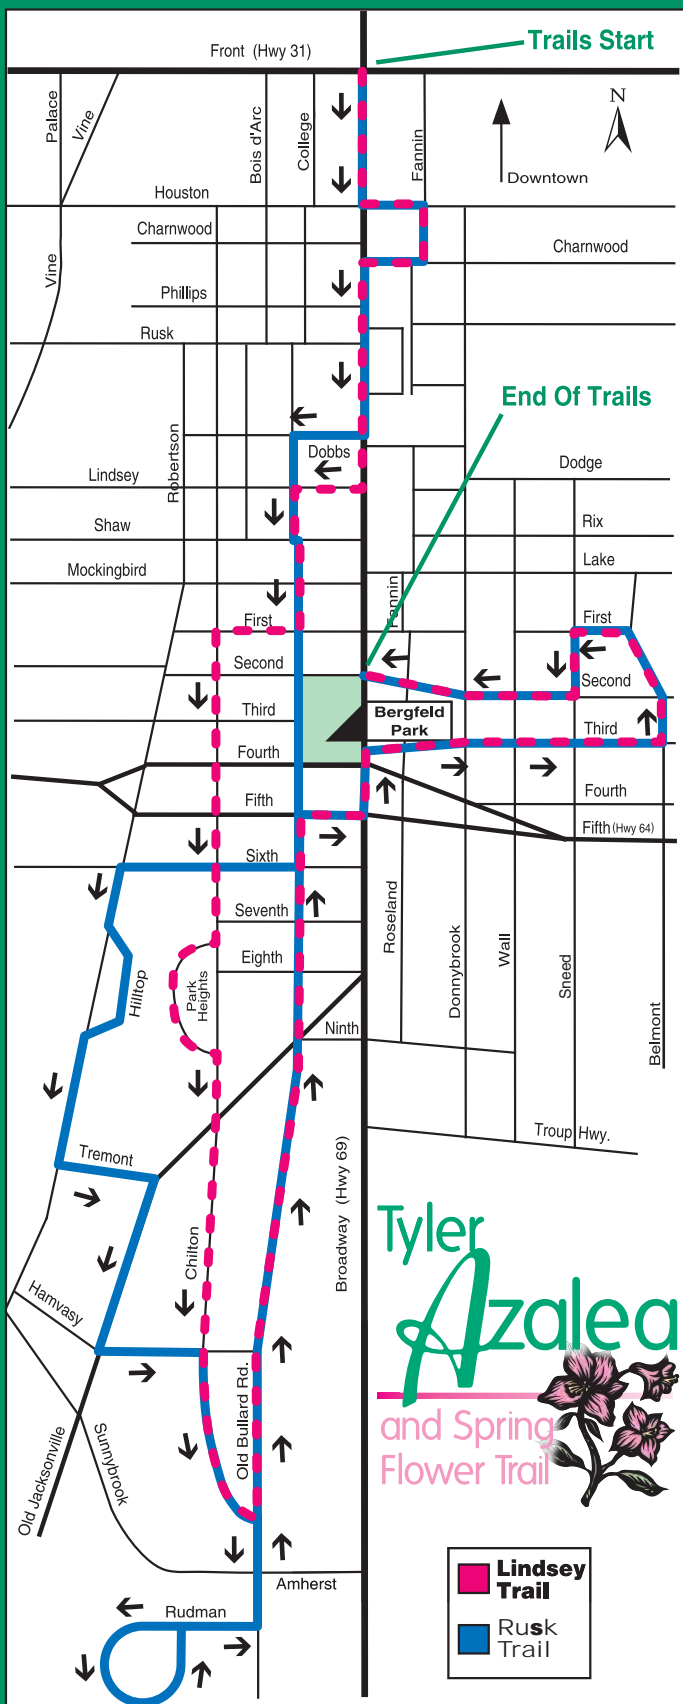 Trails Start
Front (Hwy 31)
N
Palace
Vine
Bois d'Arc
College
Fannin
Downtown
Houston
Charnwood
Charnwood
Vine
Phillips
Rusk
End Of Trails
Robertson
Dobbs
Lindsey
Dodge
Shaw
Rix
Mockingbird
Lake
Fannin
First
First
Second
Second
Third
Bergfeld
Park
Third
Fourth
Fourth
Fifth
Fifth (Hwy 64)
Sixth
Seventh
Roseland
Donnybrook
Wall
Sneed
Belmont
Eighth
Hilltop
Park
Heights
Ninth
Troup Hwy.
Tremont
Broadway (Hwy 69)
Chilton
Hamvasy
Tyler
Azalea
and Spring
Flower Trail
Old Bullard Rd.
Old Jacksonville
Sunnybrook
Amherst
Lindsey
Trail
Rusk
Trail
Rudman